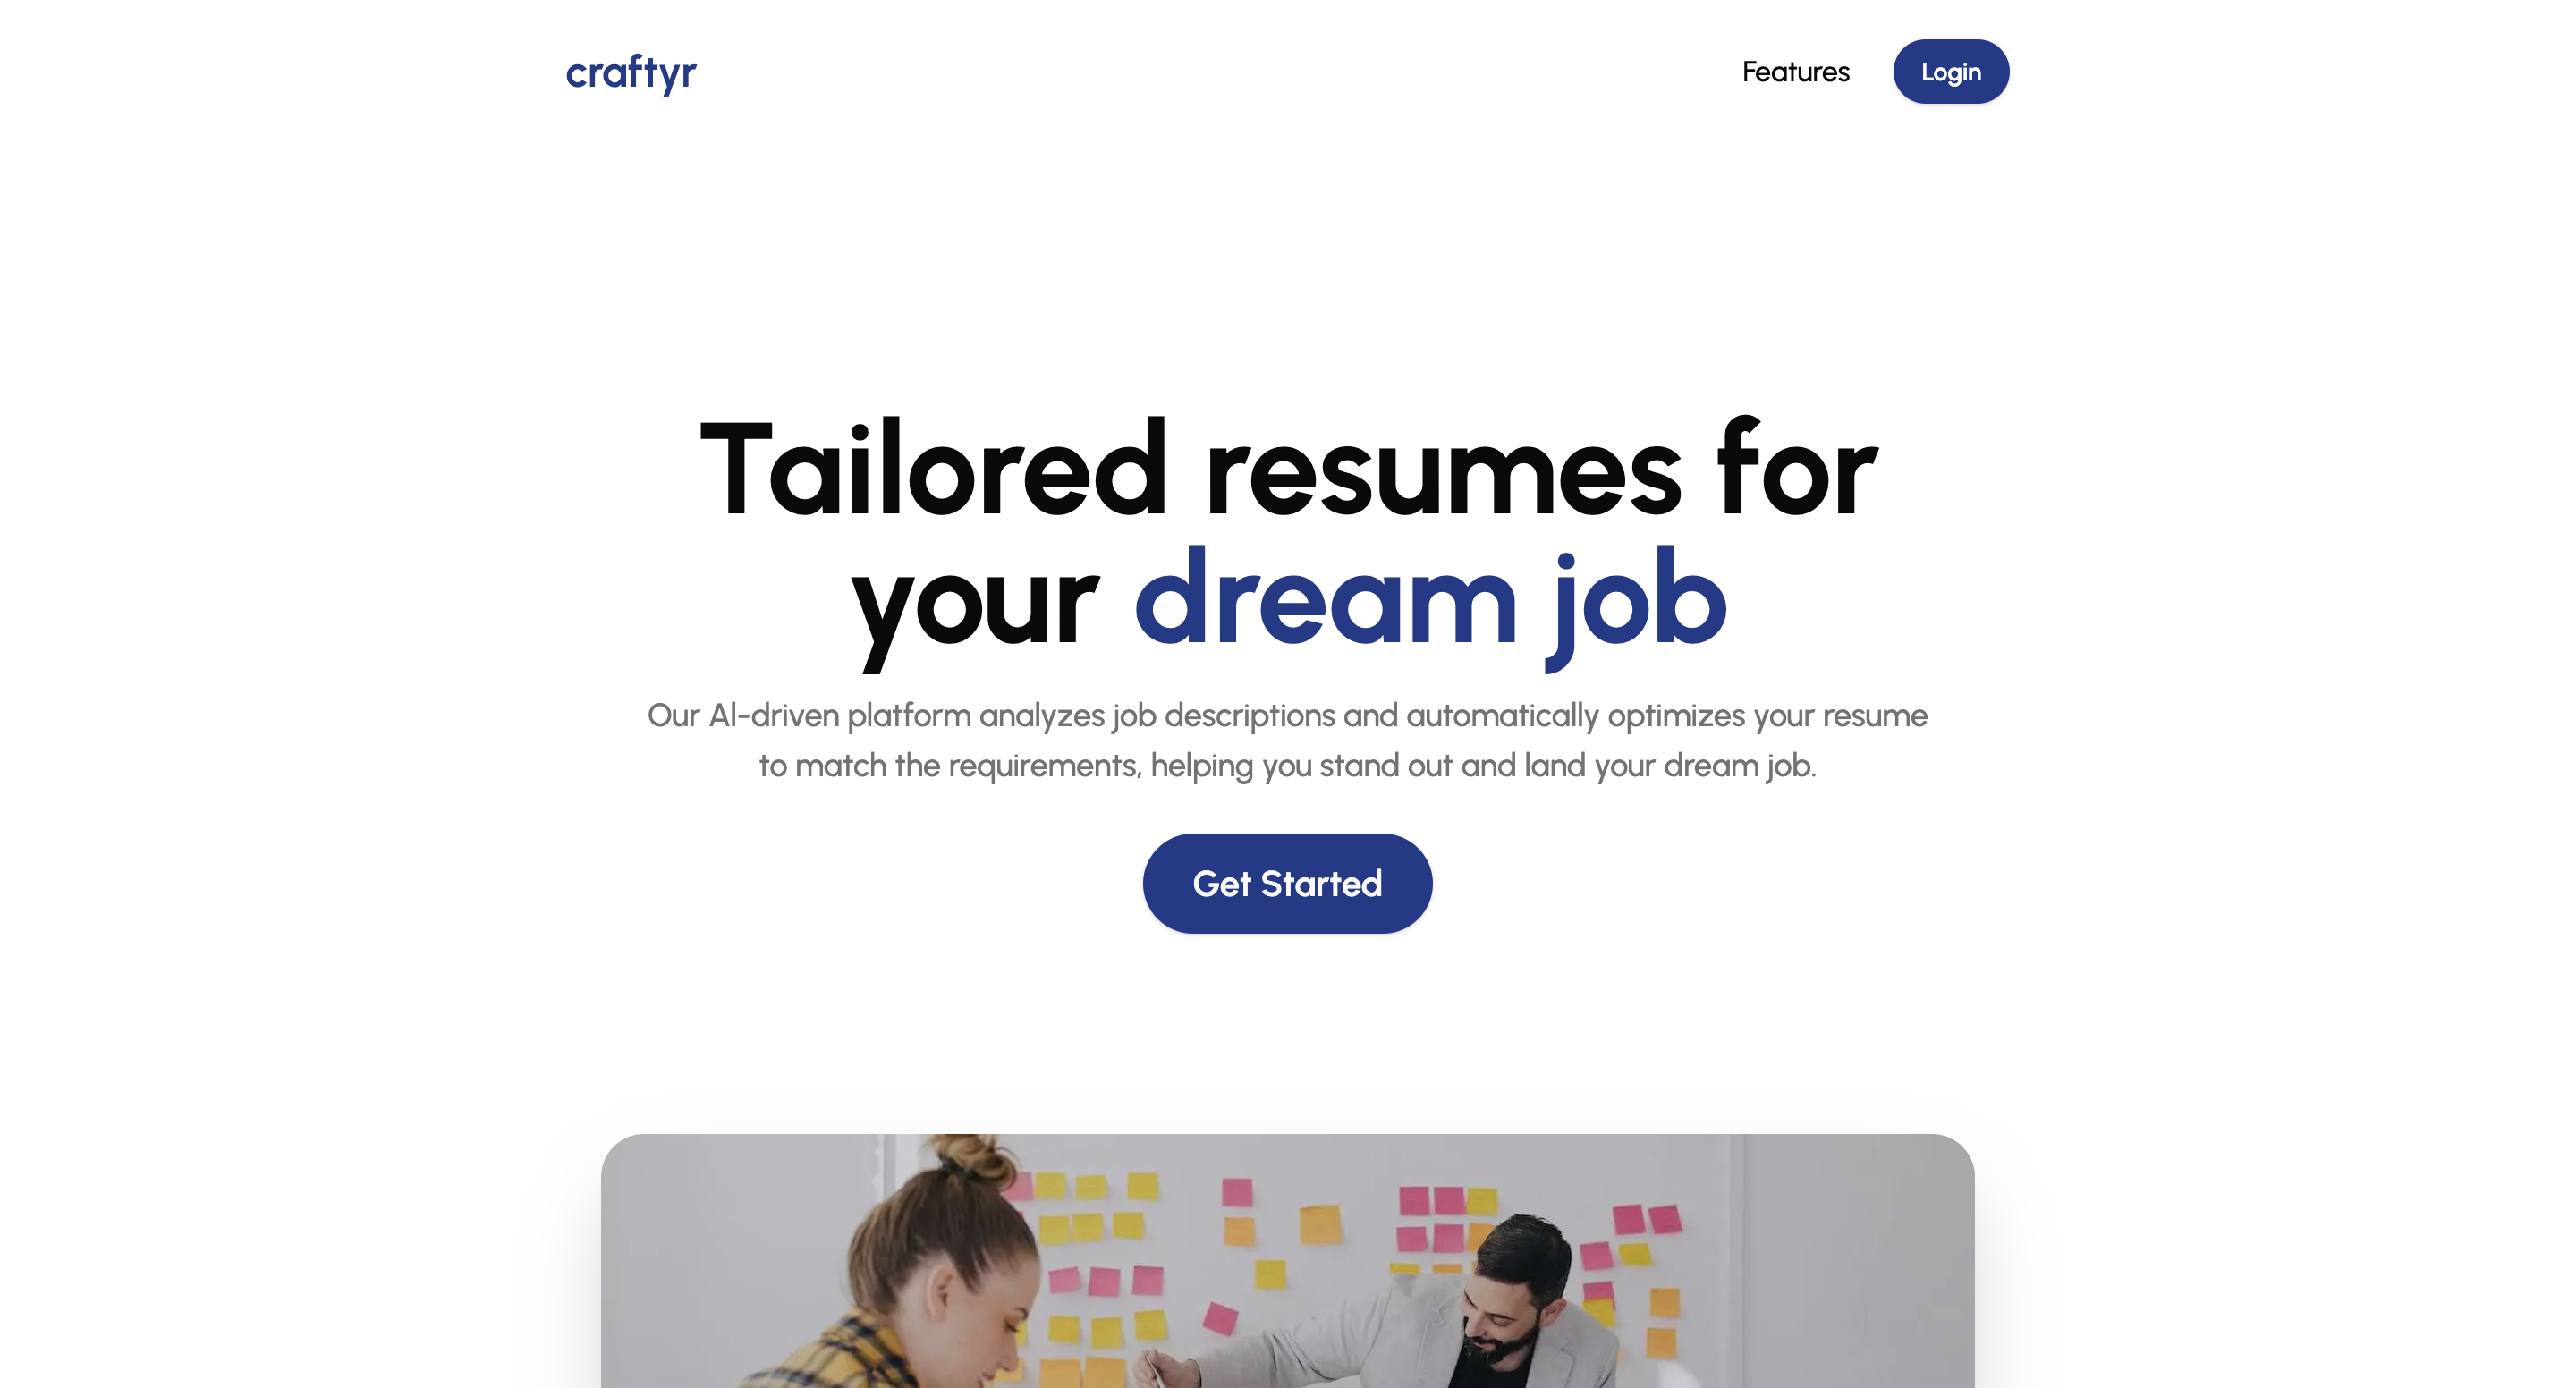 craftyr
Features
Login
Tailored resumes for
your dream job
Our AI-driven platform analyzes job descriptions and automatically optimizes your resume
to match the requirements, helping you stand out and land your dream job.
Get Started